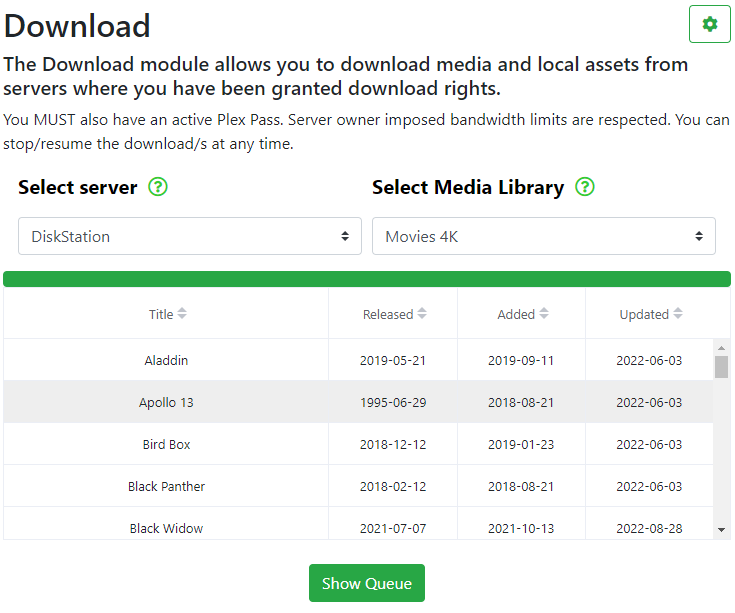 Download
The Download module allows you to download media and local assets from
servers where you have been granted download rights.
You MUST also have an active Plex Pass. Server owner imposed bandwidth limits are respected. You can
stop/resume the download/s at any time.
Select server ? Select Media Library ?
DiskStation Movies 4K
Title Released Added Updated
Aladdin 2019-05-21 2019-09-11 2022-06-03
Apollo 13 1995-06-29 2018-08-21 2022-06-03
Bird Box 2018-12-12 2019-01-23 2022-06-03
Black Panther 2018-02-12 2018-08-21 2022-06-03
Black Widow 2021-07-07 2021-10-13 2022-08-28
Show Queue